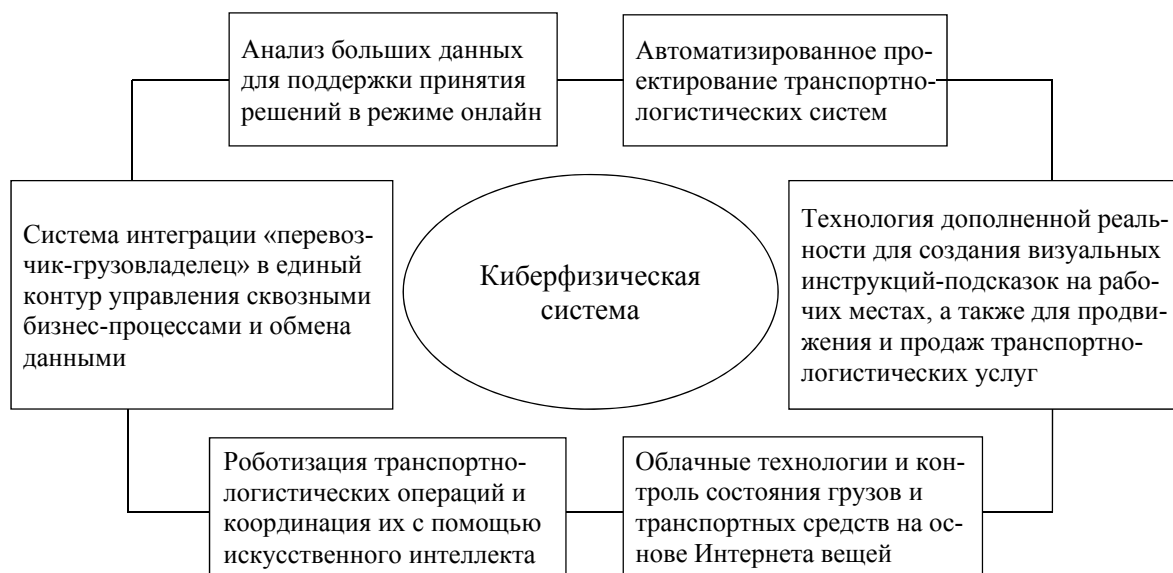 Анализ больших данных
для поддержки принятия
решений в режиме онлайн
Автоматизированное про-
ектирование транспортно-
логистических систем
Система интеграции «перевоз-
чик-грузовладелец» в единый
контур управления сквозными
бизнес-процессами и обмена
данными
Киберфизическая
система
Технология дополненной реаль-
ности для создания визуальных
инструкций-подсказок на рабо-
чих местах, а также для продви-
жения и продаж транспортно-
логистических услуг
Роботизация транспортно-
логистических операций и
координация их с помощью
искусственного интеллекта
Облачные технологии и кон-
троль состояния грузов и
транспортных средств на ос-
нове Интернета вещей